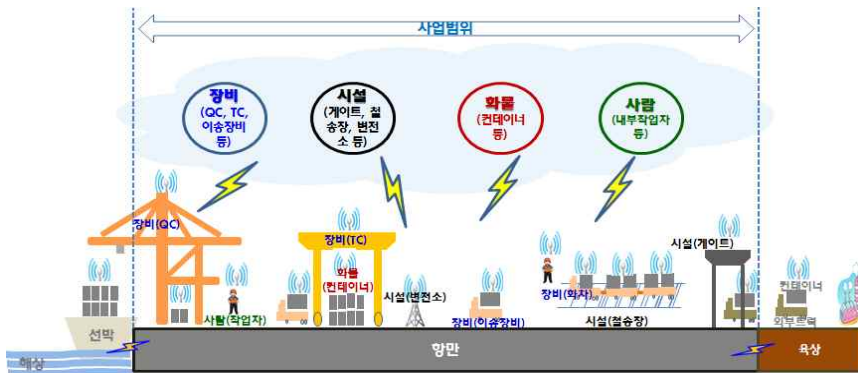 사업범위
장비
(QC, TC,
이송장비
등)
시설
(게이트, 철
송장, 변전
소 등)
화물
(컨테이너
등)
사람
(내부작업자
등)
장비(QC)
장비(TC)
시설(게이트)
화물
(컨테이너)
시설(변전소)
장비(화차)
컨테이너
사람(작업자)
장비(이송장비)
시설(철송장)
외부트럭
선박
항만
육상
해상